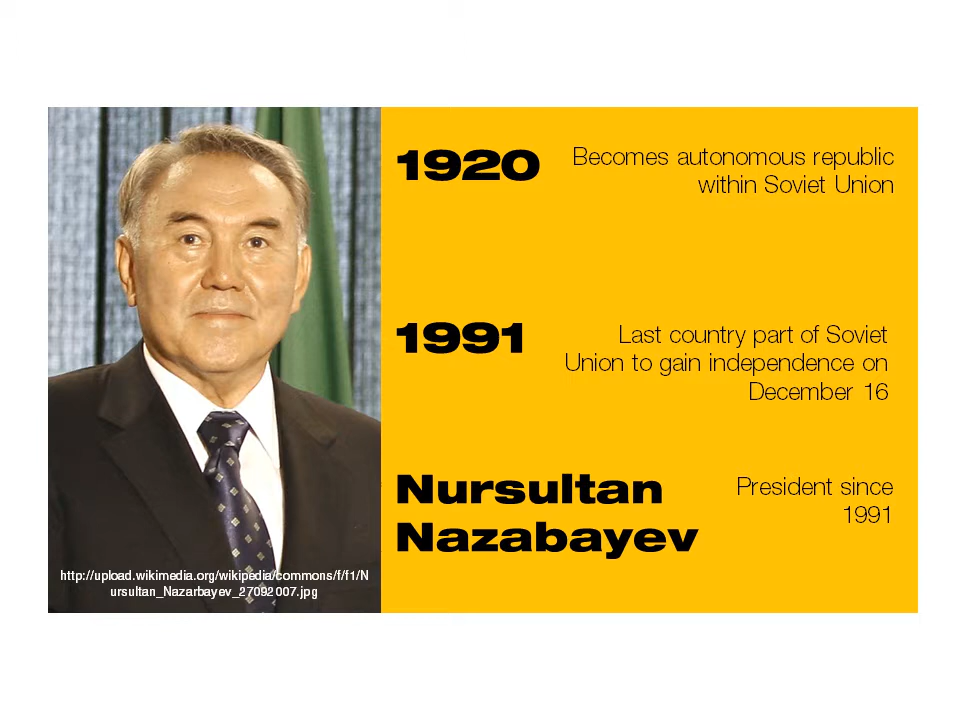 1920
Becomes autonomous republic
within Soviet Union
1991
Last country part of Soviet
Union to gain independence on
December 16
Nursultan
Nazabayev
President since
1991
http://upload.wikimedia.org/wikipedia/commons/f/f1/N
ursultan_Nazarbayev_27092007.jpg